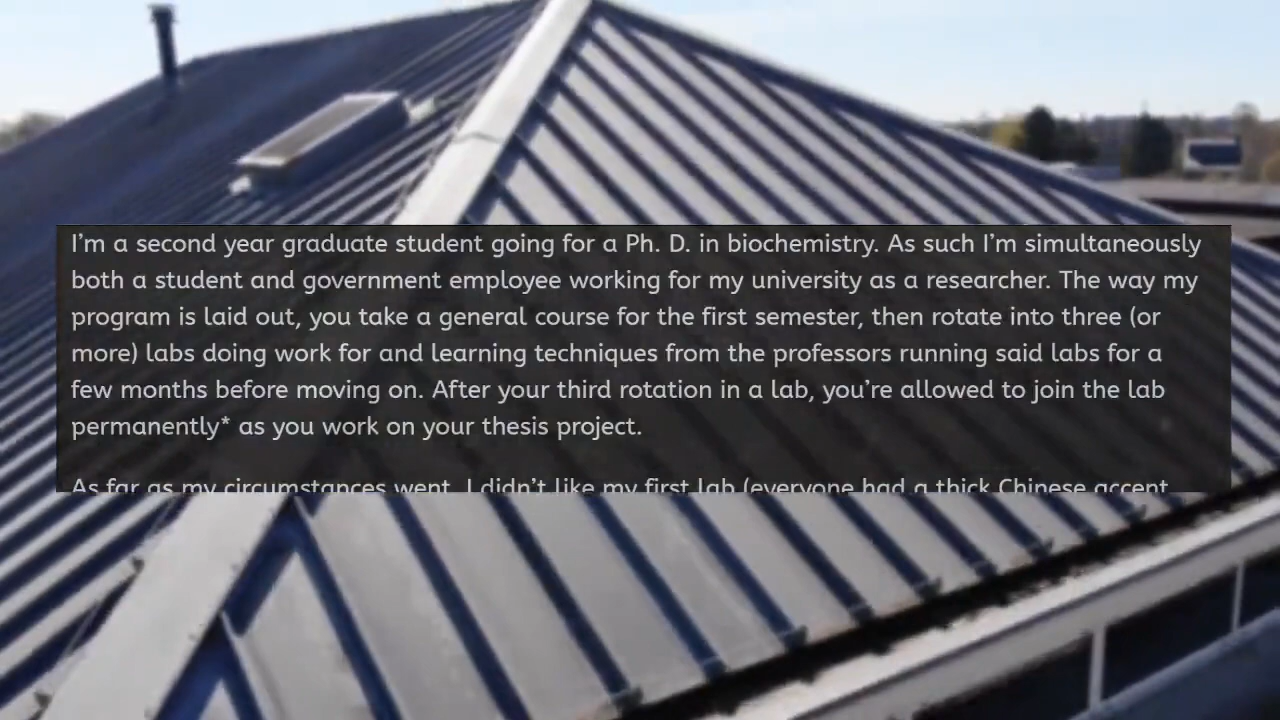 I'm a second year graduate student going for a Ph. D. in biochemistry. As such I'm simultaneously
both a student and government employee working for my university as a researcher. The way my
program is laid out, you take a general course for the first semester, then rotate into three (or
more) labs doing work for and learning techniques from the professors running said labs for a
few months before moving on. After your third rotation in a lab, you're allowed to join the lab
permanently* as you work on your thesis project.
As far as my circumstances went, I didn't like my first lab (everyone had a thick Chinese accent